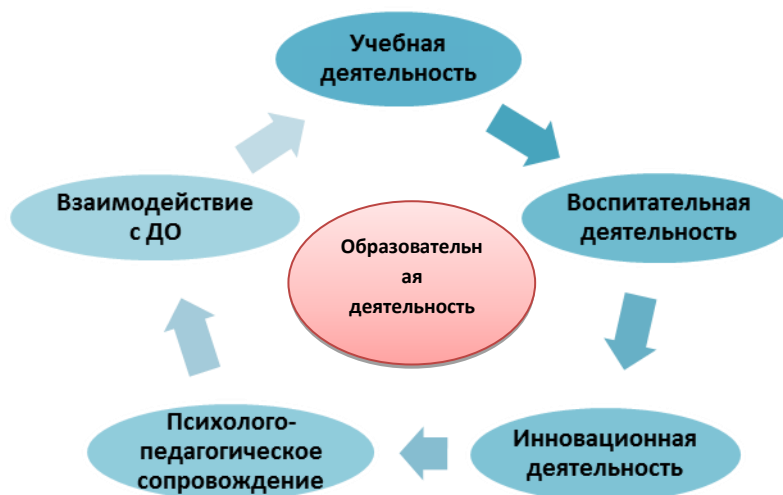 Учебная
деятельность
Воспитательная
деятельность
Инновационная
деятельность
Психолого-
педагогическое
сопровождение
Взаимодействие
с ДО
Образовательн
ая
деятельность